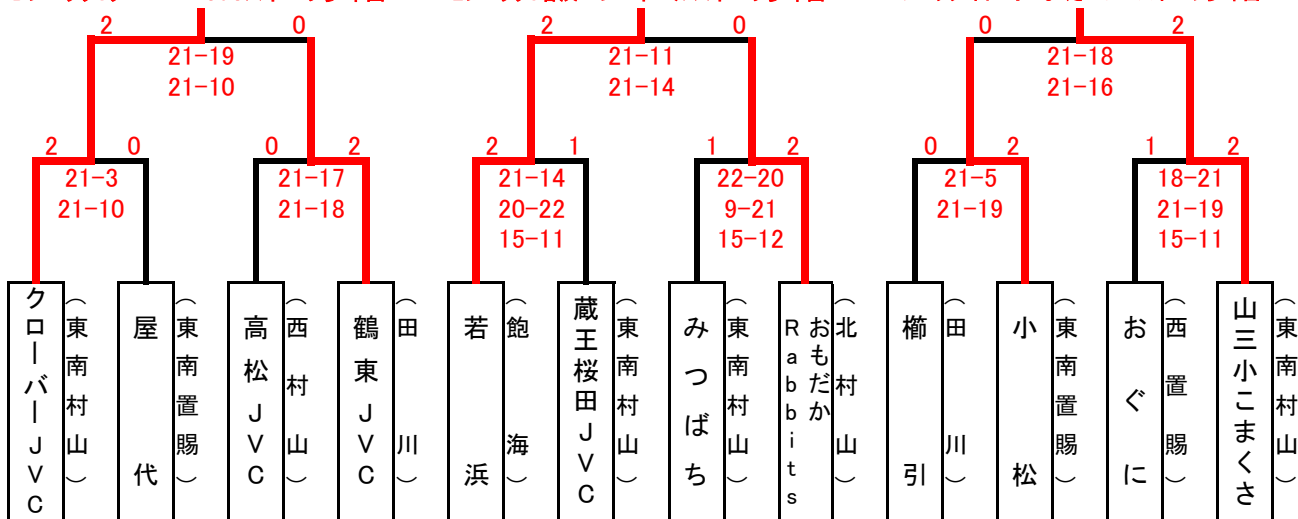 2 0 2 0 0 2
21-19 21-11 21-18
21-10 21-14 21-16
2 0 0 2 2 1 1 2 0 2 1 2
21-3 21-17 21-14 22-20 21-5 18-21
21-10 21-18 20-22 9-21 21-19 21-19
15-11 15-12 15-11
クローバーJVC
（東南村山）
屋代
（東南置賜）
高松JVC
（西村山）
鶴東JVC
（田川）
若浜
（飽海）
蔵王桜田JVC
（東南村山）
みつばち
（東南村山）
おもだか
Rabbits
（北村山）
櫛引
（田川）
小松
（東南置賜）
おぐに
（西置賜）
山三小こまくさ
（東南村山）